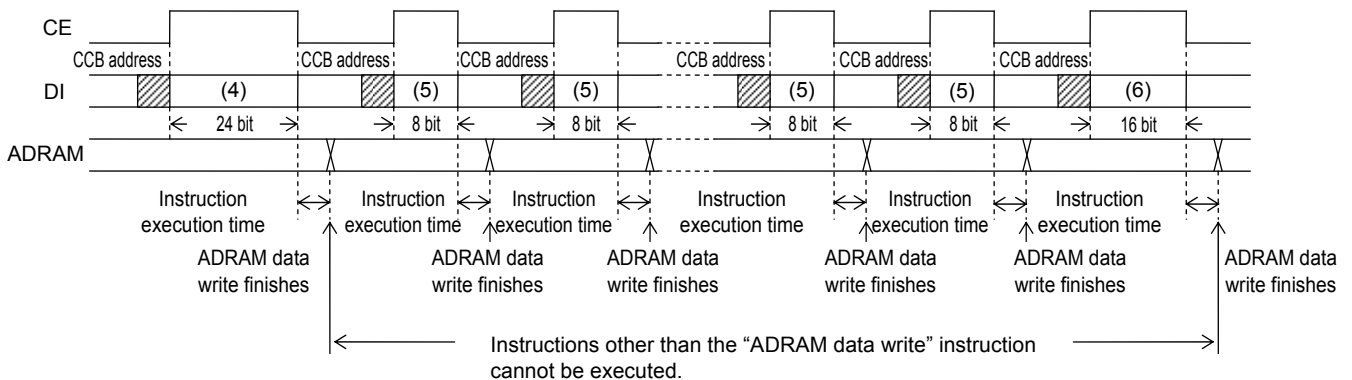 CE
CCB address CCB address CCB address CCB address CCB address CCB address
DI (4) (5) (5) (5) (5) (6)
24 bit 8 bit 8 bit 8 bit 8 bit 16 bit
ADRAM
Instruction Instruction Instruction Instruction Instruction Instruction
execution time execution time execution time execution time execution time execution time
ADRAM data ADRAM data ADRAM data ADRAM data ADRAM data ADRAM data
write finishes write finishes write finishes write finishes write finishes write finishes
Instructions other than the “ADRAM data write” instruction
cannot be executed.